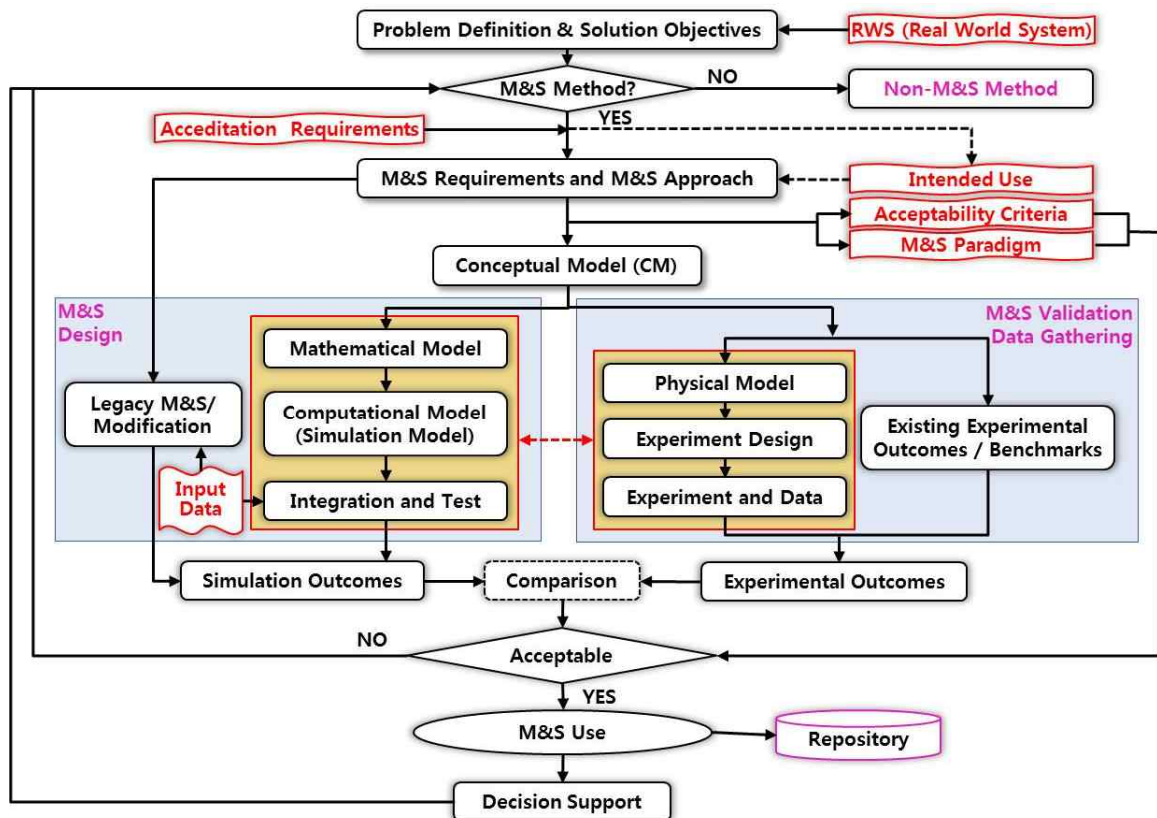 Problem Definition & Solution Objectives
RWS (Real World System)
M&S Method?
NO
Non-M&S Method
YES
Acceditation Requirements
M&S Requirements and M&S Approach
Intended Use
Acceptability Criteria
M&S Paradigm
Conceptual Model (CM)
M&S
Design
M&S Validation
Data Gathering
Mathematical Model
Physical Model
Legacy M&S/
Modification
Computational Model
(Simulation Model)
Experiment Design
Existing Experimental
Outcomes / Benchmarks
Input
Data
Integration and Test
Experiment and Data
Simulation Outcomes
Comparison
Experimental Outcomes
NO
Acceptable
YES
M&S Use
Repository
Decision Support